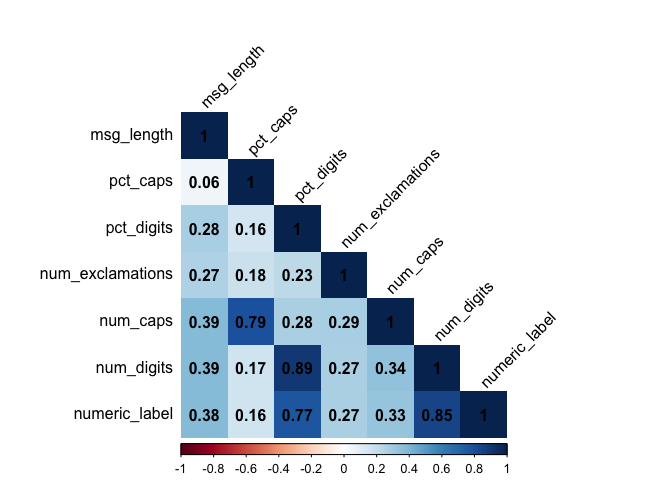 msg_length
pct_caps
pct_digits
num_exclamations
num_caps
num_digits
numeric_label
msg_length 1
pct_caps 0.06 1
pct_digits 0.28 0.16 1
num_exclamations 0.27 0.18 0.23 1
num_caps 0.39 0.79 0.28 0.29 1
num_digits 0.39 0.17 0.89 0.27 0.34 1
numeric_label 0.38 0.16 0.77 0.27 0.33 0.85 1
-1 -0.8 -0.6 -0.4 -0.2 0 0.2 0.4 0.6 0.8 1